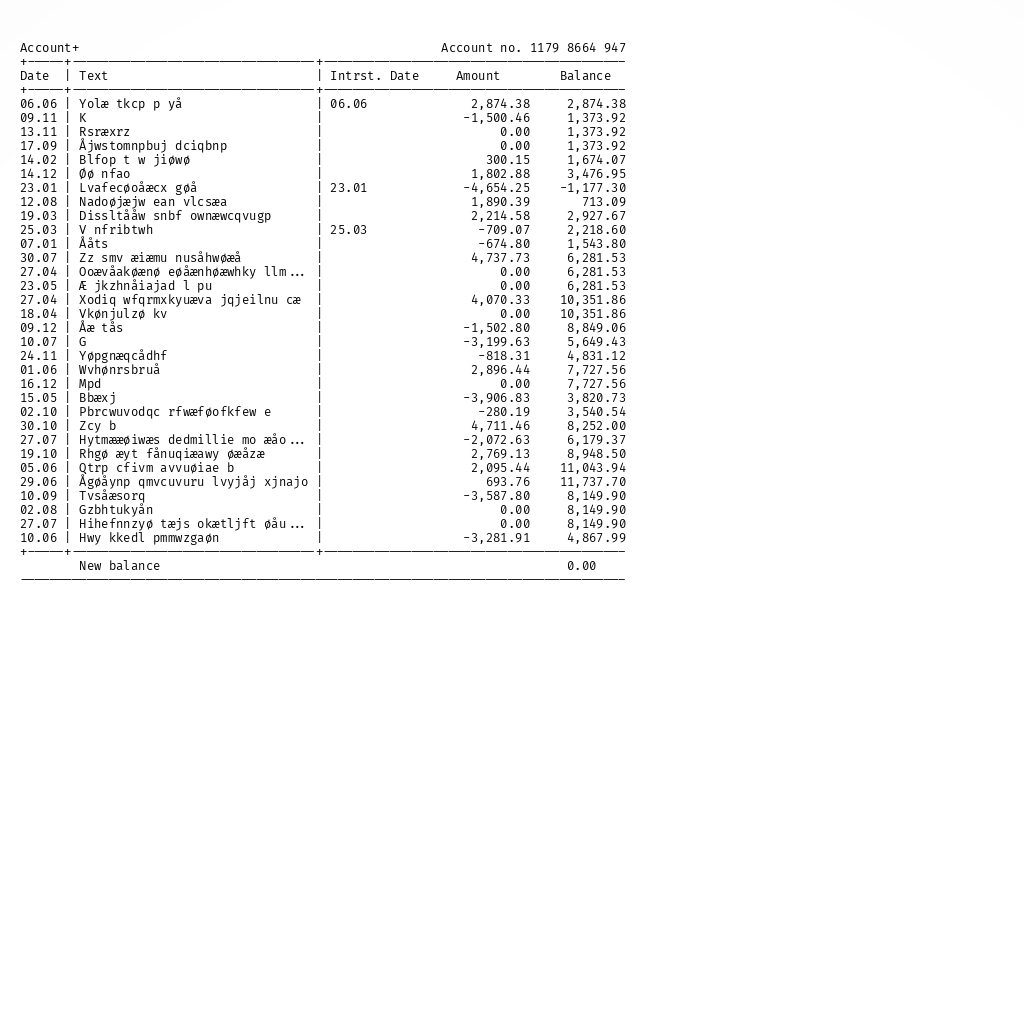 Account+ Account no. 1179 8664 947
+-----+---------------------------------+-----------------------------------------
Date | Text | Intrst. Date Amount Balance
+-----+---------------------------------+-----------------------------------------
06.06 | Yolæ tkcp p yå | 06.06 2,874.38 2,874.38
09.11 | K | -1,500.46 1,373.92
13.11 | Rsræxrz | 0.00 1,373.92
17.09 | Åjwstomnpbuj dciqbnp | 0.00 1,373.92
14.02 | Blfop t w jiøwø | 300.15 1,674.07
14.12 | Øø nfao | 1,802.88 3,476.95
23.01 | Lvafecøoåæcx gøå | 23.01 -4,654.25 -1,177.30
12.08 | Nadoøjæjw ean vlcsæa | 1,890.39 713.09
19.03 | Dissltååw snbf ownæwcqvugp | 2,214.58 2,927.67
25.03 | V nfribtwh | 25.03 -709.07 2,218.60
07.01 | Ååts | -674.80 1,543.80
30.07 | Zz smv æiæmu nusåhwøæå | 4,737.73 6,281.53
27.04 | Ooævåakøænø eøåænhøæwhky llm... | 0.00 6,281.53
23.05 | Æ jkzhnåiajad l pu | 0.00 6,281.53
27.04 | Xodiq wfqrmxkyuæva jqjeilnu cæ | 4,070.33 10,351.86
18.04 | Vkønjulzø kv | 0.00 10,351.86
09.12 | Åæ tås | -1,502.80 8,849.06
10.07 | G | -3,199.63 5,649.43
24.11 | Yøpgnæqcådhf | -818.31 4,831.12
01.06 | Wvhønrsbruå | 2,896.44 7,727.56
16.12 | Mpd | 0.00 7,727.56
15.05 | Bbæxj | -3,906.83 3,820.73
02.10 | Pbrcwuvodqc rfwæføofkfew e | -280.19 3,540.54
30.10 | Zcy b | 4,711.46 8,252.00
27.07 | Hytmææøiwæs dedmillie mo æåo... | -2,072.63 6,179.37
19.10 | Rhgø æyt fånuqiæawy øæåzæ | 2,769.13 8,948.50
05.06 | Qtrp cfivm avvuøiae b | 2,095.44 11,043.94
29.06 | Ågøåynp qmvcuvuru lvyjåj xjnajo | 693.76 11,737.70
10.09 | Tvsåæsorq | -3,587.80 8,149.90
02.08 | Gzbhtukyån | 0.00 8,149.90
27.07 | Hihefnnzyø tæjs okætljft øåu... | 0.00 8,149.90
10.06 | Hwy kkedl pmmwzgaøn | -3,281.91 4,867.99
+-----+---------------------------------+-----------------------------------------
New balance 0.00
----------------------------------------------------------------------------------